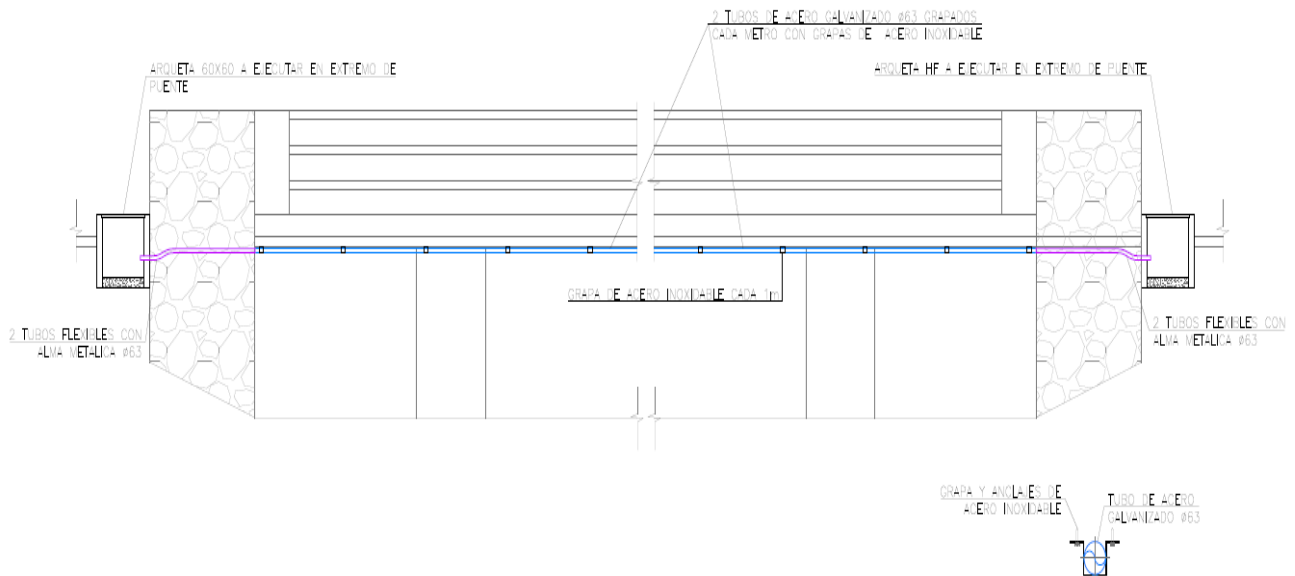 2 TUBOS DE ACERO GALVANIZADO ø63 GRAPADOS
CADA METRO CON GRAPAS DE ACERO INOXIDABLE
ARQUETA 60X60 A EJECUTAR EN EXTREMO DE
PUENTE
ARQUETA HF A EJECUTAR EN EXTREMO DE PUENTE
GRAPA DE ACERO INOXIDABLE CADA 1m
2 TUBOS FLEXIBLES CON
ALMA METALICA ø63
2 TUBOS FLEXIBLES CON
ALMA METALICA ø63
GRAPA Y ANCLAJES DE
ACERO INOXIDABLE
TUBO DE ACERO
GALVANIZADO ø63